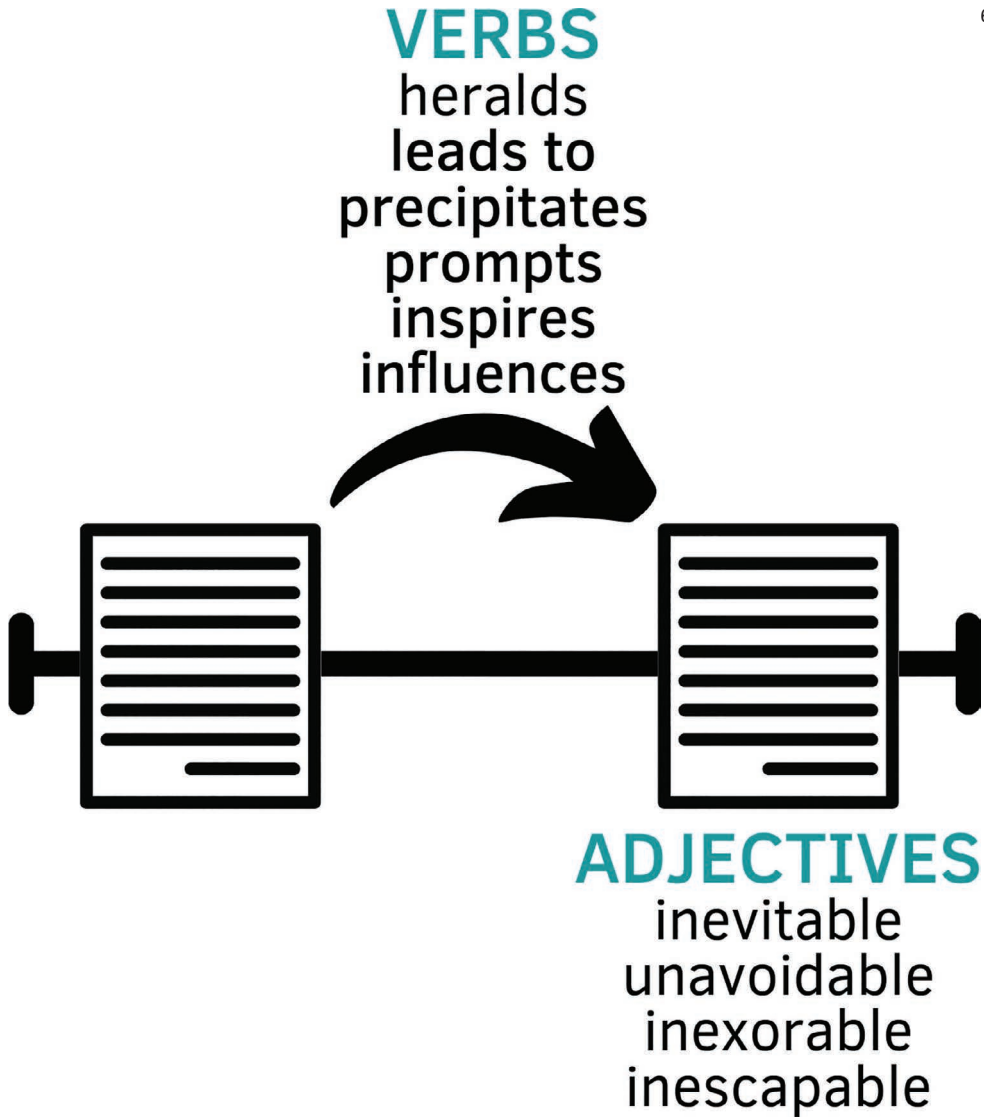 VERBS
heralds
leads to
precipitates
prompts
inspires
influences
ADJECTIVES
inevitable
unavoidable
inexorable
inescapable